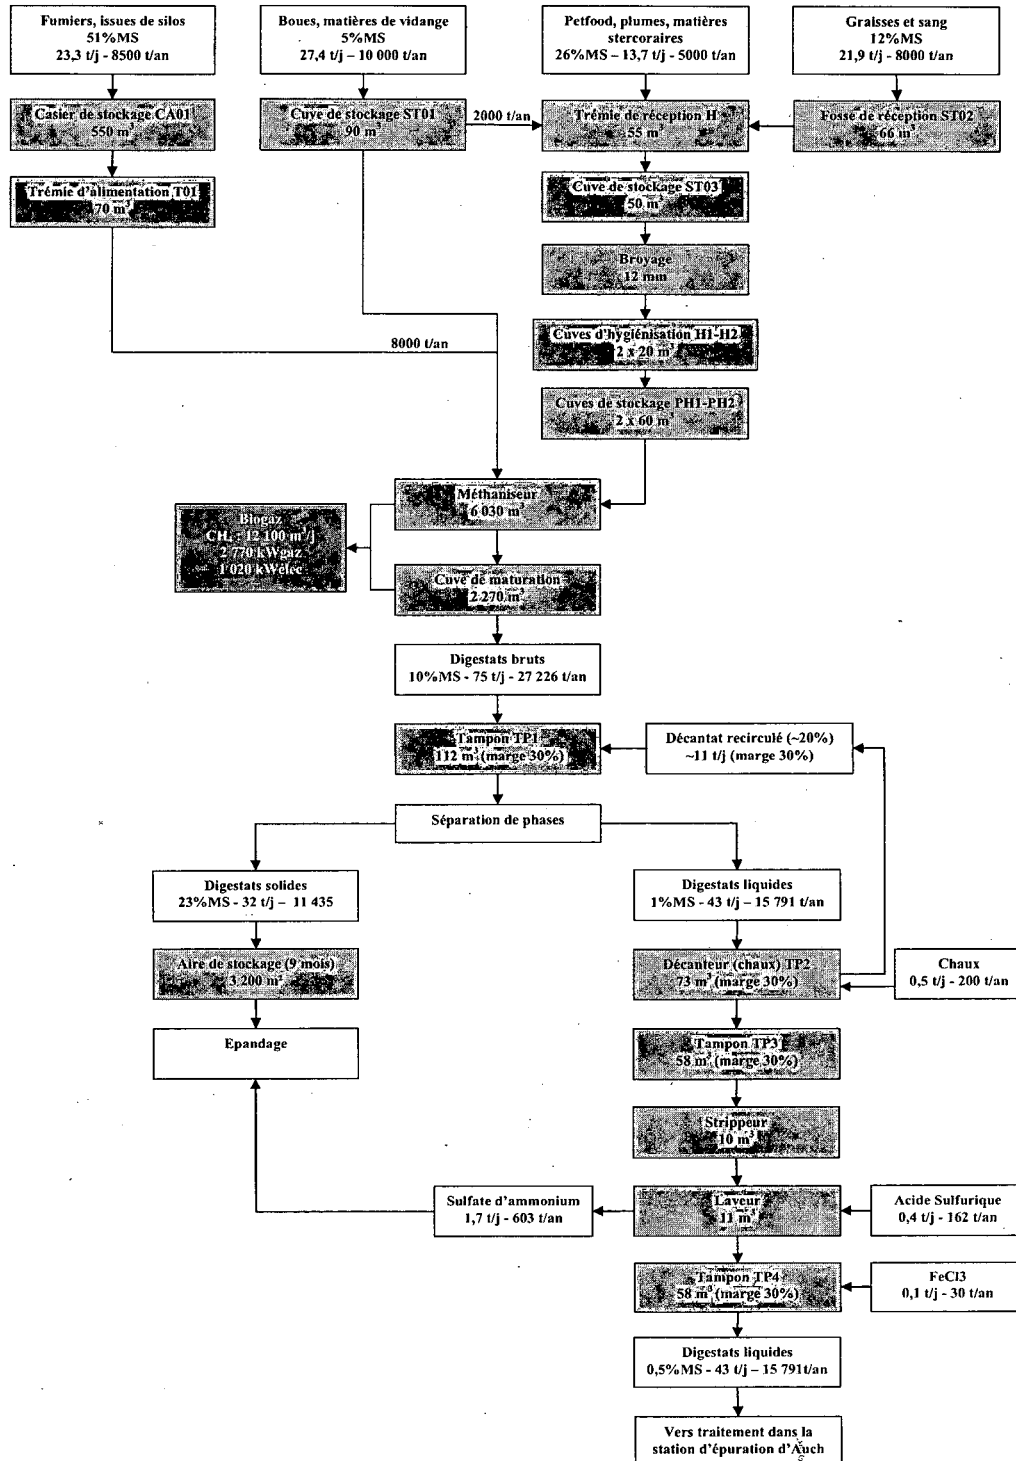 Fumiers, issues de silos
51%MS
23,3 t/j - 8500 t/an
Boues, matières de vidange
5%MS
27,4 t/j – 10 000 t/an
Petfood, plumes, matières
stercoraires
26%MS – 13,7 t/j - 5000 t/an
Graisses et sang
12%MS
21,9 t/j - 8000 t/an
Casier de stockage CA01
550 m³
Cuve de stockage ST01
90 m³
2000 t/an
Trémie de réception H
55 m³
Fosse de réception ST02
66 m³
Trémie d'alimentation T01
70 m³
Cuve de stockage ST03
50 m³
Broyage
12 mm
Cuves d'hygiénisation H1-H2
2 x 20 m³
8000 t/an
Cuves de stockage PH1-PH2
2 x 60 m³
Méthaniseur
6 030 m³
Biogaz
CH₄ : 12 100 m³/j
2 770 kWgaz
1 020 kWélec
Cuve de maturation
2 270 m³
Digestats bruts
10%MS - 75 t/j - 27 226 t/an
Tampon TP1
112 m³ (marge 30%)
Décantat recirculé (~20%)
~11 t/j (marge 30%)
Séparation de phases
Digestats solides
23%MS - 32 t/j – 11 435
Digestats liquides
1%MS - 43 t/j – 15 791 t/an
Aire de stockage (9 mois)
3 200 m²
Décanteur (chaux) TP2
73 m³ (marge 30%)
Chaux
0,5 t/j - 200 t/an
Epandage
Tampon TP3
58 m³ (marge 30%)
Strippeur
10 m³
Sulfate d'ammonium
1,7 t/j - 603 t/an
Laveur
11 m³
Acide Sulfurique
0,4 t/j - 162 t/an
Tampon TP4
58 m³ (marge 30%)
FeCl3
0,1 t/j - 30 t/an
Digestats liquides
0,5%MS - 43 t/j – 15 791t/an
Vers traitement dans la
station d'épuration d'Auch